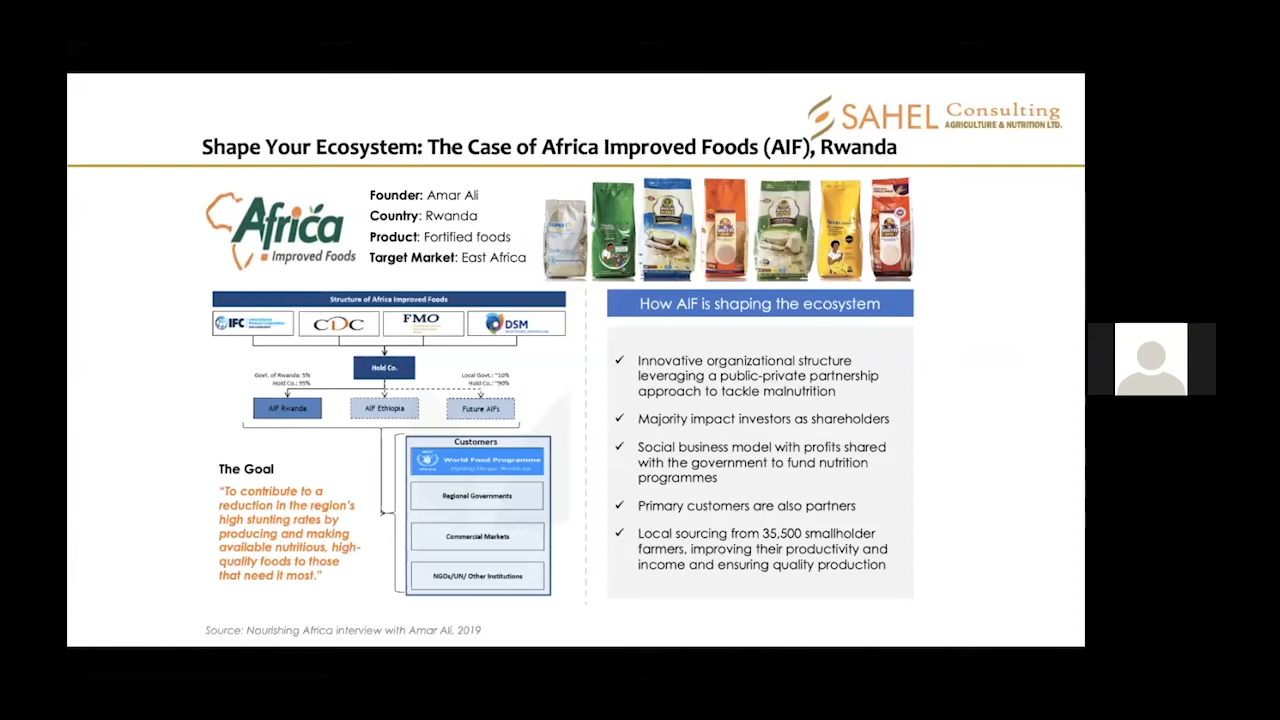 SAHEL Consulting
AGRICULTURE & NUTRITION LTD.
Shape Your Ecosystem: The Case of Africa Improved Foods (AIF), Rwanda
Africa
Improved Foods
Founder: Amar Ali
Country: Rwanda
Product: Fortified foods
Target Market: East Africa
Structure of Africa Improved Foods
IFC International Finance Corporation
CDC
FMO
DSM
Hold Co.
Govt. of Rwanda: 5%
Hold Co.: 95%
Local Govt.: ~10%
Hold Co.: ~90%
AIF Rwanda
AIF Ethiopia
Future AIFs
Customers
World Food Programme
Regional Governments
Commercial Markets
NGOs/UN/ Other Institutions
The Goal
“To contribute to a
reduction in the region’s
high stunting rates by
producing and making
available nutritious, high-
quality foods to those
that need it most.”
How AIF is shaping the ecosystem
✓ Innovative organizational structure
leveraging a public-private partnership
approach to tackle malnutrition
✓ Majority impact investors as shareholders
✓ Social business model with profits shared
with the government to fund nutrition
programmes
✓ Primary customers are also partners
✓ Local sourcing from 35,500 smallholder
farmers, improving their productivity and
income and ensuring quality production
Source: Nourishing Africa interview with Amar Ali, 2019